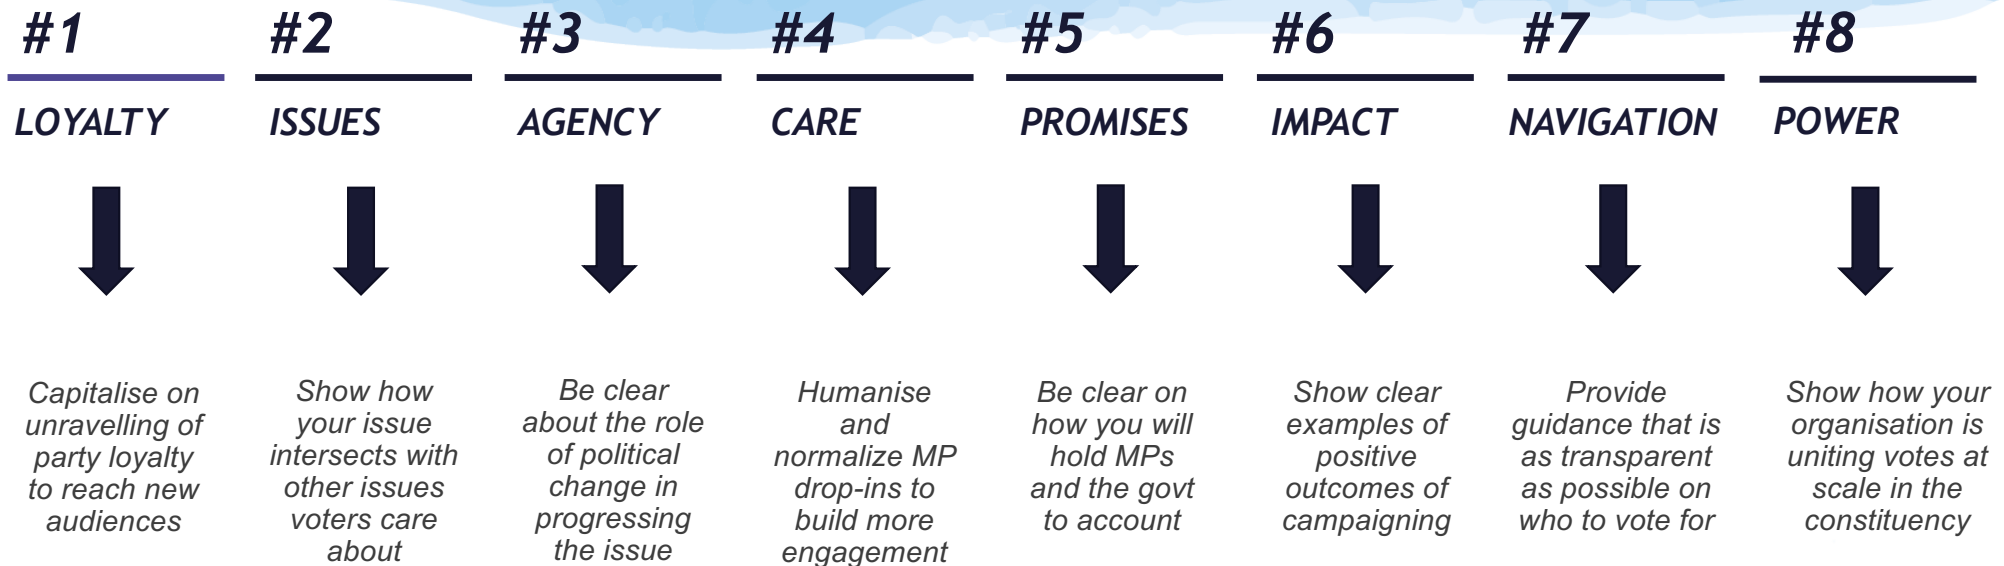 #1
LOYALTY
Capitalise on
unravelling of
party loyalty
to reach new
audiences
#2
ISSUES
Show how
your issue
intersects with
other issues
voters care
about
#3
AGENCY
Be clear
about the role
of political
change in
progressing
the issue
#4
CARE
Humanise
and
normalize MP
drop-ins to
build more
engagement
#5
PROMISES
Be clear on
how you will
hold MPs
and the govt
to account
#6
IMPACT
Show clear
examples of
positive
outcomes of
campaigning
#7
NAVIGATION
Provide
guidance that is
as transparent
as possible on
who to vote for
#8
POWER
Show how your
organisation is
uniting votes at
scale in the
constituency